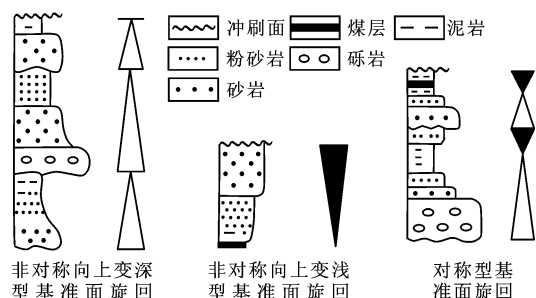 冲刷面 煤层 泥岩
粉砂岩 砾岩
砂岩
非对称向上变深
型基准面旋回
非对称向上变浅
型基准面旋回
对称型基
准面旋回